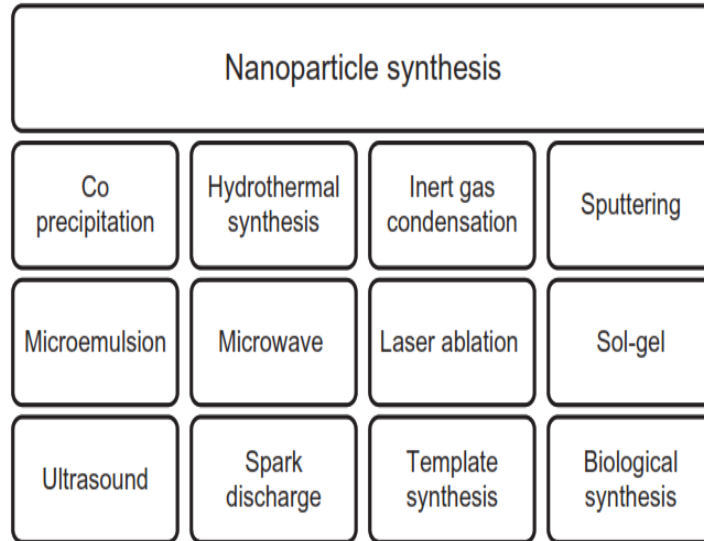 Nanoparticle synthesis
Co
precipitation
Hydrothermal
synthesis
Inert gas
condensation
Sputtering
Microemulsion
Microwave
Laser ablation
Sol-gel
Ultrasound
Spark
discharge
Template
synthesis
Biological
synthesis